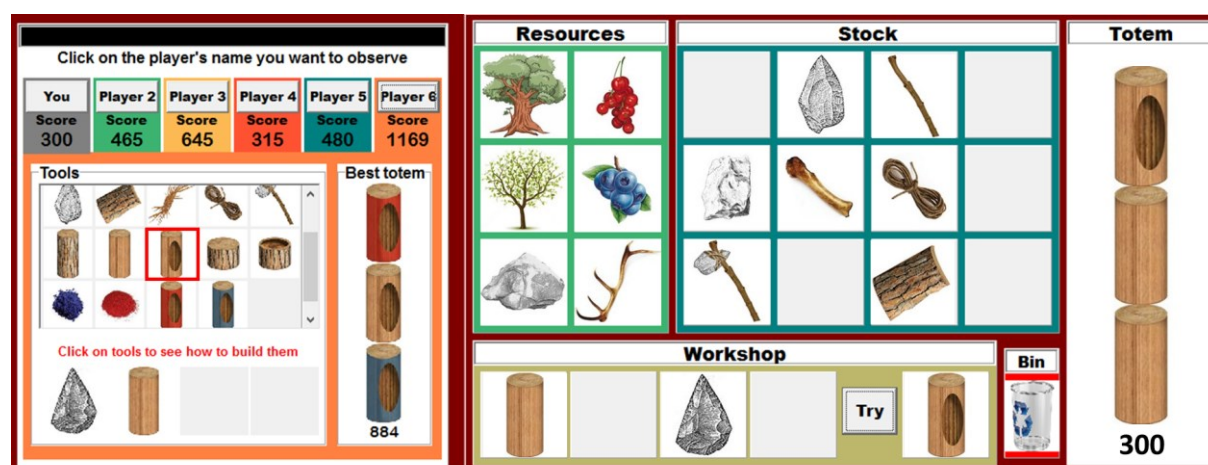 Click on the player's name you want to observe
You Player 2 Player 3 Player 4 Player 5 Player 6
Score Score Score Score Score Score
300 465 645 315 480 1169
Tools Best totem
Click on tools to see how to build them
884
Resources Stock Totem
Workshop
Bin
Try
300